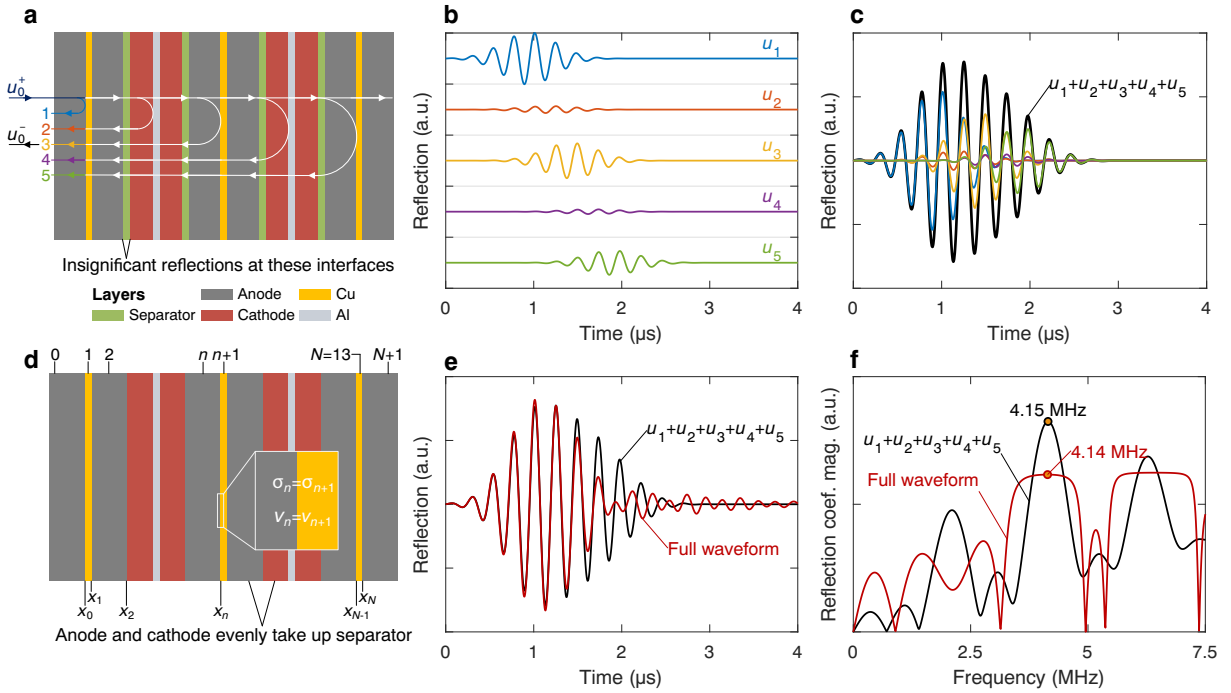 a
u₀⁺
1
2
u₀⁻
3
4
5
Insignificant reflections at these interfaces
Layers
Anode
Cu
Separator
Cathode
Al
b
Reflection (a.u.)
u₁
u₂
u₃
u₄
u₅
0 1 2 3 4
Time (µs)
c
Reflection (a.u.)
u₁+u₂+u₃+u₄+u₅
0 1 2 3 4
Time (µs)
d
0 1 2 n n+1 N=13 N+1
σₙ=σₙ₊₁
vₙ=vₙ₊₁
x₀ x₁ x₂ xₙ x_N-1 x_N
Anode and cathode evenly take up separator
e
Reflection (a.u.)
u₁+u₂+u₃+u₄+u₅
Full waveform
0 1 2 3 4
Time (µs)
f
Reflection coef. mag. (a.u.)
4.15 MHz
u₁+u₂+u₃+u₄+u₅
4.14 MHz
Full waveform
0 2.5 5 7.5
Frequency (MHz)